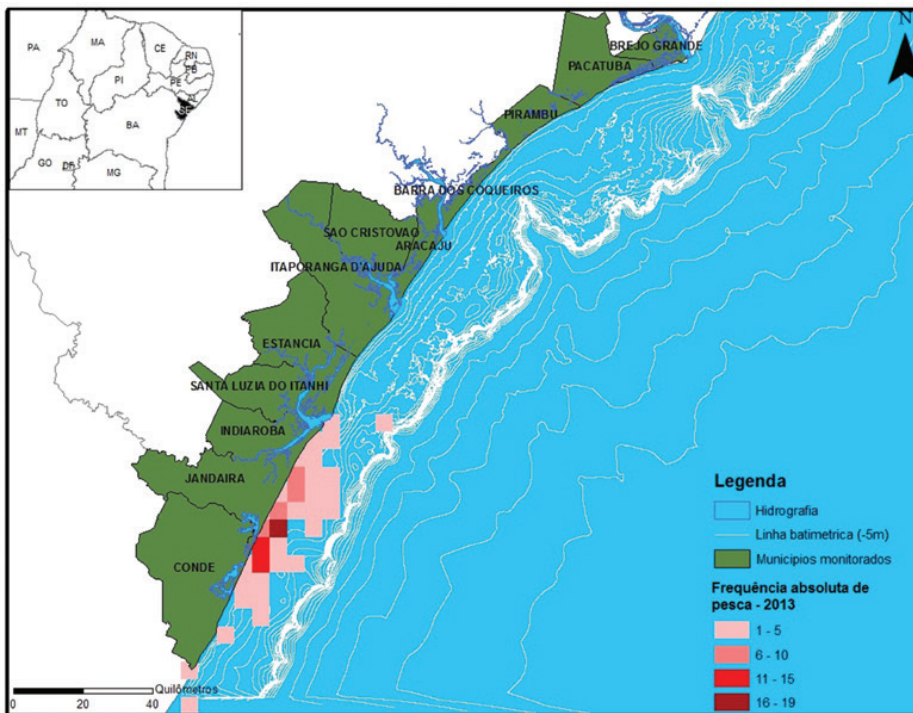 PA
MA
CE
RN
PB
PI
PE
AL
SE
TO
BA
MT
GO
DF
MG
N
BREJO GRANDE
PACATUBA
PIRAMBU
BARRA DOS COQUEIROS
SAO CRISTOVAO
ARACAJU
ITAPORANGA D'AJUDA
ESTANCIA
SANTA LUZIA DO ITANHI
INDIAROBA
JANDAIRA
CONDE
Legenda
Hidrografia
Linha batimetrica (-5m)
Municipios monitorados
Frequência absoluta de
pesca - 2013
1 - 5
6 - 10
11 - 15
16 - 19
Quilômetros
0 20 40